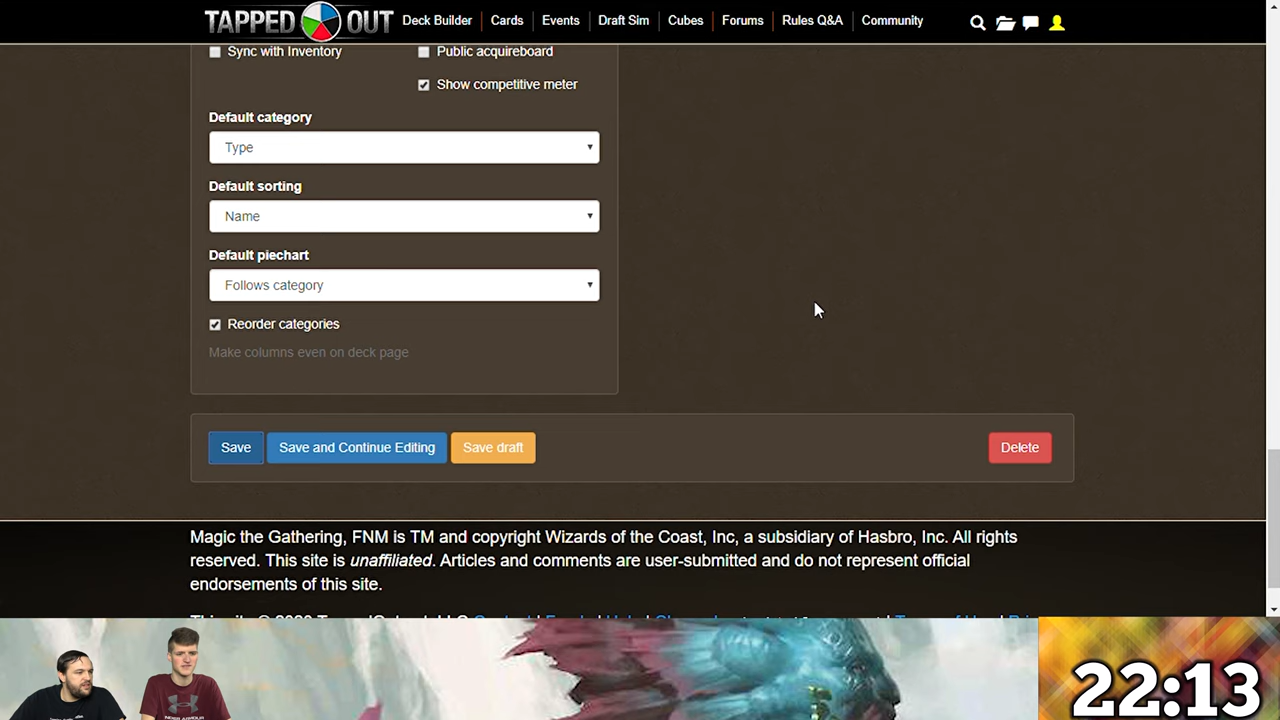 TAPPED OUT Deck Builder Cards Events Draft Sim Cubes Forums Rules Q&A Community
Sync with Inventory Public acquireboard
Show competitive meter
Default category
Type
Default sorting
Name
Default piechart
Follows category
Reorder categories
Make columns even on deck page
Save Save and Continue Editing Save draft Delete
Magic the Gathering, FNM is TM and copyright Wizards of the Coast, Inc, a subsidiary of Hasbro, Inc. All rights
reserved. This site is unaffiliated. Articles and comments are user-submitted and do not represent official
endorsements of this site.
UNDER ARMOUR
22:13